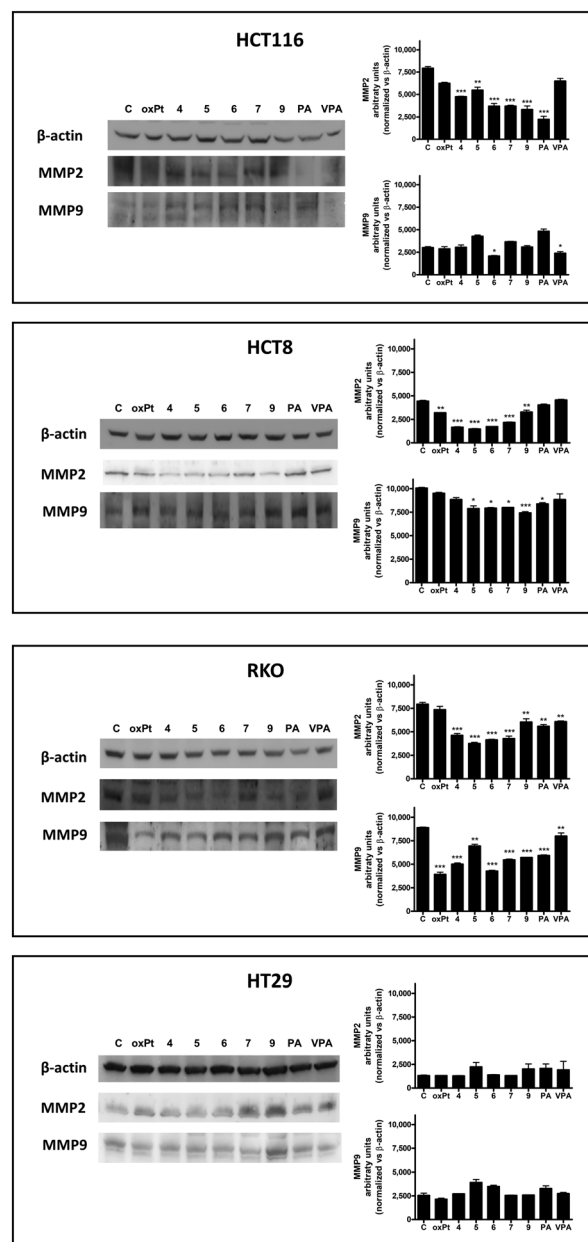 HCT116
C oxPt 4 5 6 7 9 PA VPA
β-actin
MMP2
MMP9
MMP2
arbitraty units
(normalized vs β-actin)
10,000
7,500
5,000
2,500
0
** *** *** *** *** ***
C oxPt 4 5 6 7 9 PA VPA
MMP9
arbitraty units
(normalized vs β-actin)
10,000
7,500
5,000
2,500
0
* *
C oxPt 4 5 6 7 9 PA VPA
HCT8
C oxPt 4 5 6 7 9 PA VPA
β-actin
MMP2
MMP9
MMP2
arbitraty units
(normalized vs β-actin)
10,000
7,500
5,000
2,500
0
** *** *** *** *** **
C oxPt 4 5 6 7 9 PA VPA
MMP9
arbitraty units
(normalized vs β-actin)
10,000
7,500
5,000
2,500
0
* * * *** *
C oxPt 4 5 6 7 9 PA VPA
RKO
C oxPt 4 5 6 7 9 PA VPA
β-actin
MMP2
MMP9
MMP2
arbitraty units
(normalized vs β-actin)
10,000
7,500
5,000
2,500
0
*** *** *** *** ** ** **
C oxPt 4 5 6 7 9 PA VPA
MMP9
arbitraty units
(normalized vs β-actin)
10,000
7,500
5,000
2,500
0
*** *** ** *** *** *** *** **
C oxPt 4 5 6 7 9 PA VPA
HT29
C oxPt 4 5 6 7 9 PA VPA
β-actin
MMP2
MMP9
MMP2
arbitraty units
(normalized vs β-actin)
10,000
7,500
5,000
2,500
0
C oxPt 4 5 6 7 9 PA VPA
MMP9
arbitraty units
(normalized vs β-actin)
10,000
7,500
5,000
2,500
0
C oxPt 4 5 6 7 9 PA VPA